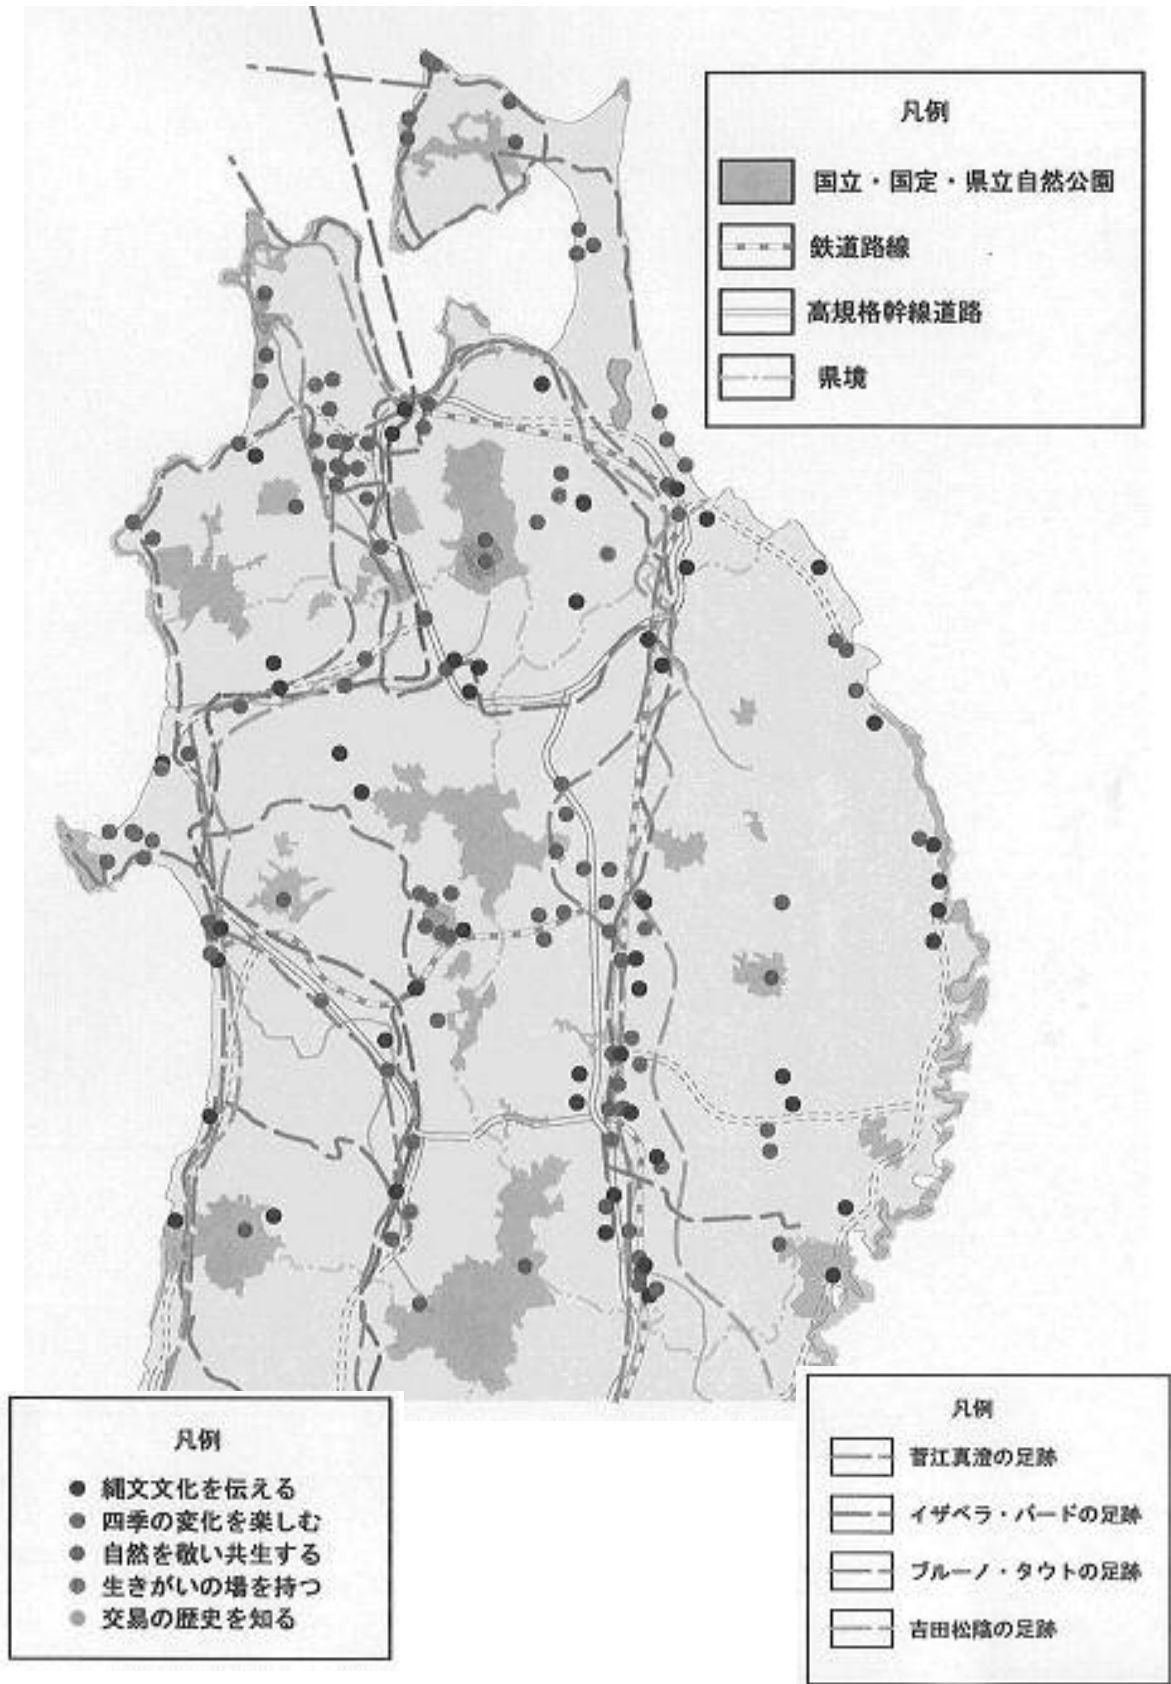 凡例
国立・国定・県立自然公園
鉄道路線
高規格幹線道路
県境
凡例
縄文文化を伝える
四季の変化を楽しむ
自然を敬い共生する
生きがいの場を持つ
交易の歴史を知る
凡例
菅江真澄の足跡
イザベラ・バードの足跡
ブルーノ・タウトの足跡
吉田松陰の足跡